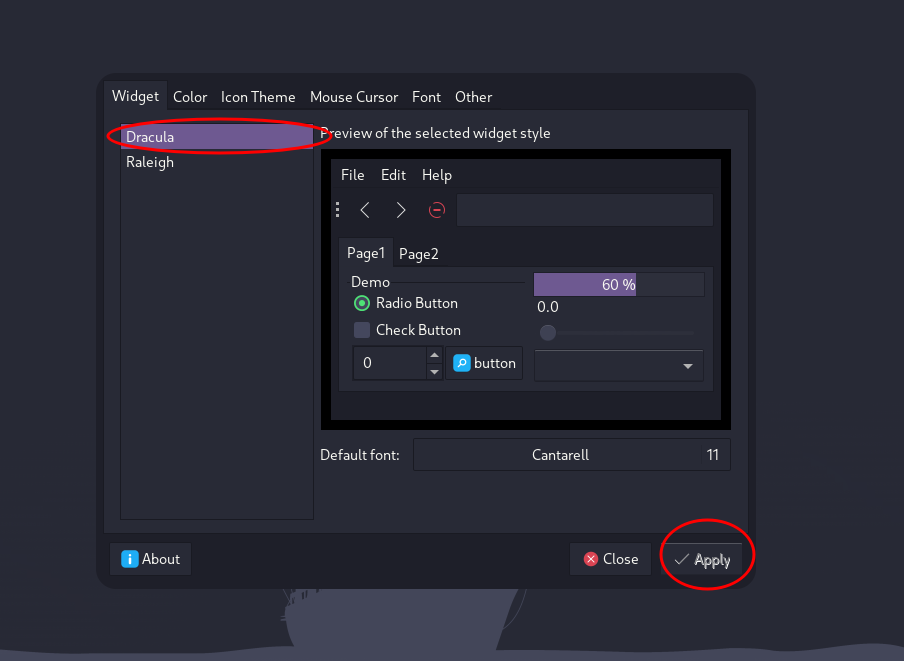 Widget Color Icon Theme Mouse Cursor Font Other
Dracula
Raleigh
Preview of the selected widget style
File Edit Help
Page1 Page2
Demo
60 %
Radio Button
0.0
Check Button
0
button
Default font: Cantarell 11
About
Close
Apply